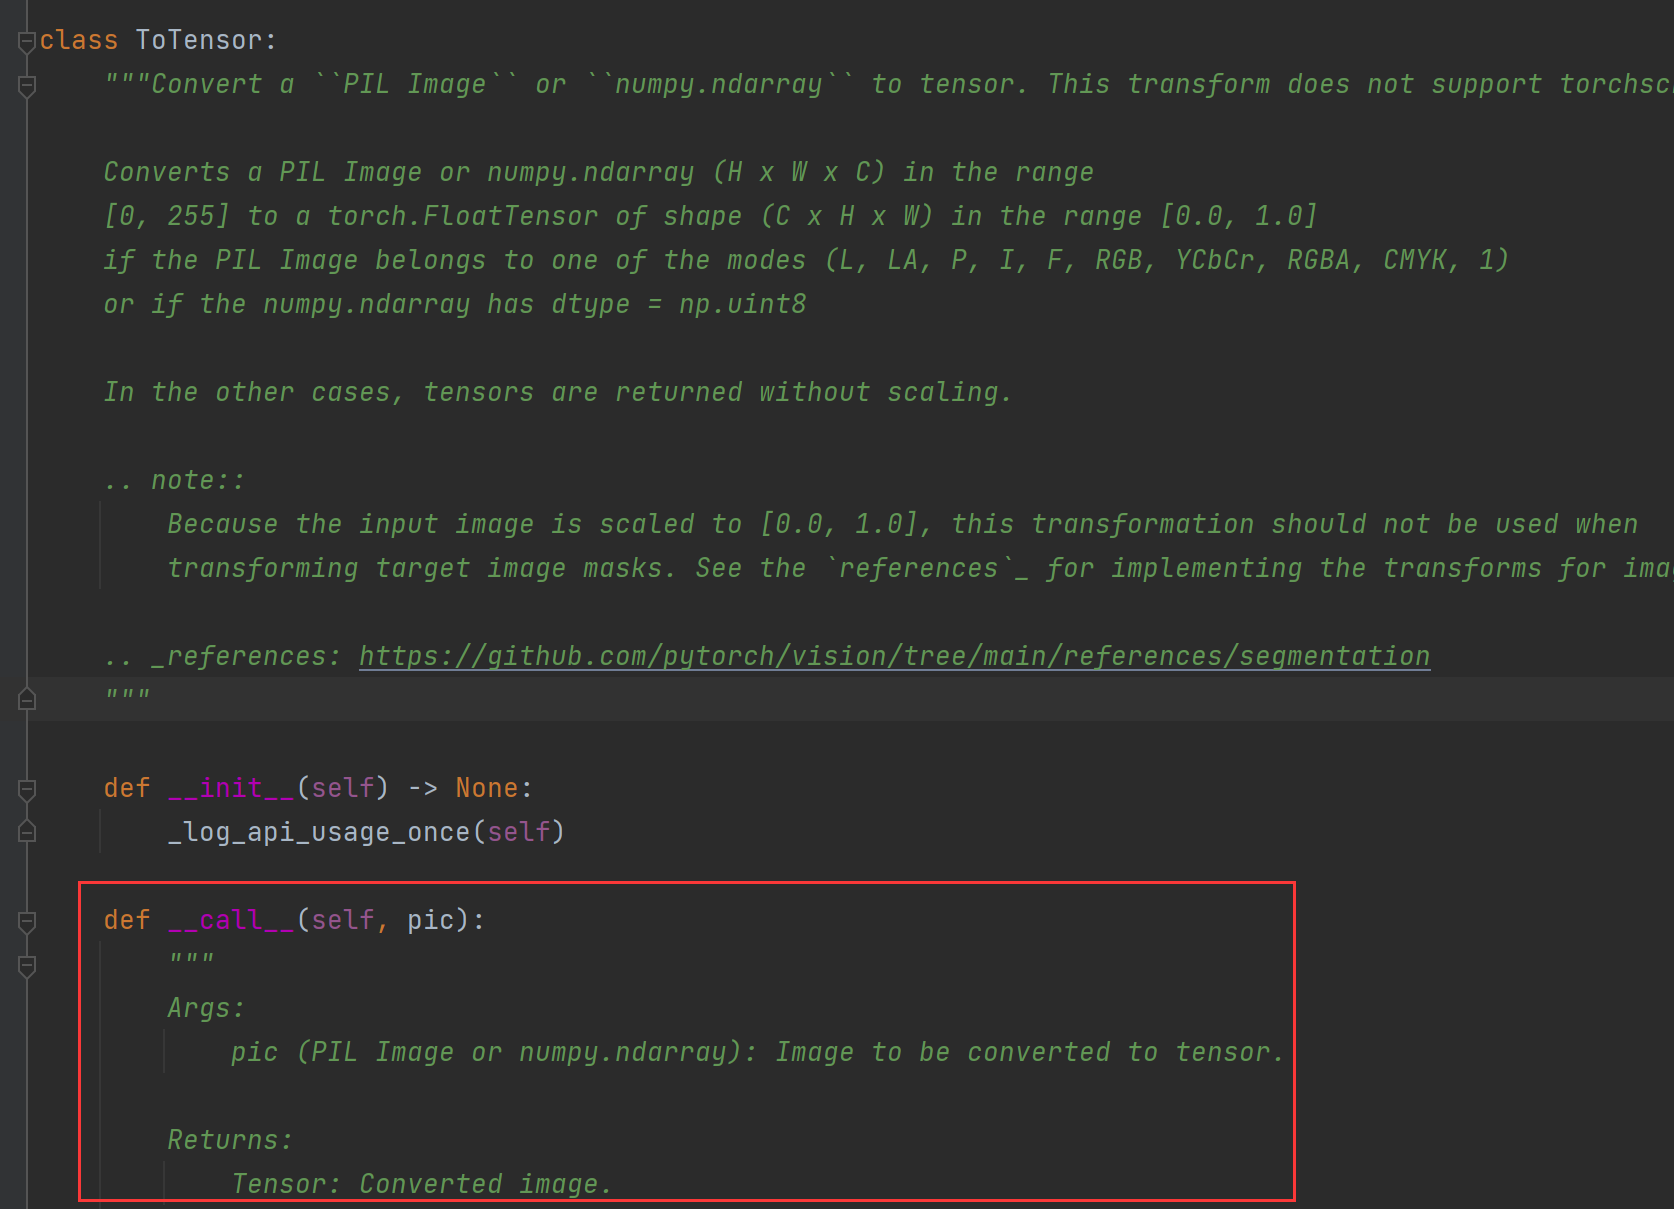 class ToTensor:
"""Convert a ``PIL Image`` or ``numpy.ndarray`` to tensor. This transform does not support
Converts a PIL Image or numpy.ndarray (H x W x C) in the range
[0, 255] to a torch.FloatTensor of shape (C x H x W) in the range [0.0, 1.0]
if the PIL Image belongs to one of the modes (L, LA, P, I, F, RGB, YCbCr, RGBA, CMYK, 1)
or if the numpy.ndarray has dtype = np.uint8
In the other cases, tensors are returned without scaling.
.. note::
Because the input image is scaled to [0.0, 1.0], this transformation should not be used when
transforming target image masks. See the `references`_ for implementing the transforms for
.. _references: https://github.com/pytorch/vision/tree/main/references/segmentation
"""
def __init__(self) -> None:
_log_api_usage_once(self)
def __call__(self, pic):
"""
Args:
pic (PIL Image or numpy.ndarray): Image to be converted to tensor.
Returns:
Tensor: Converted image.